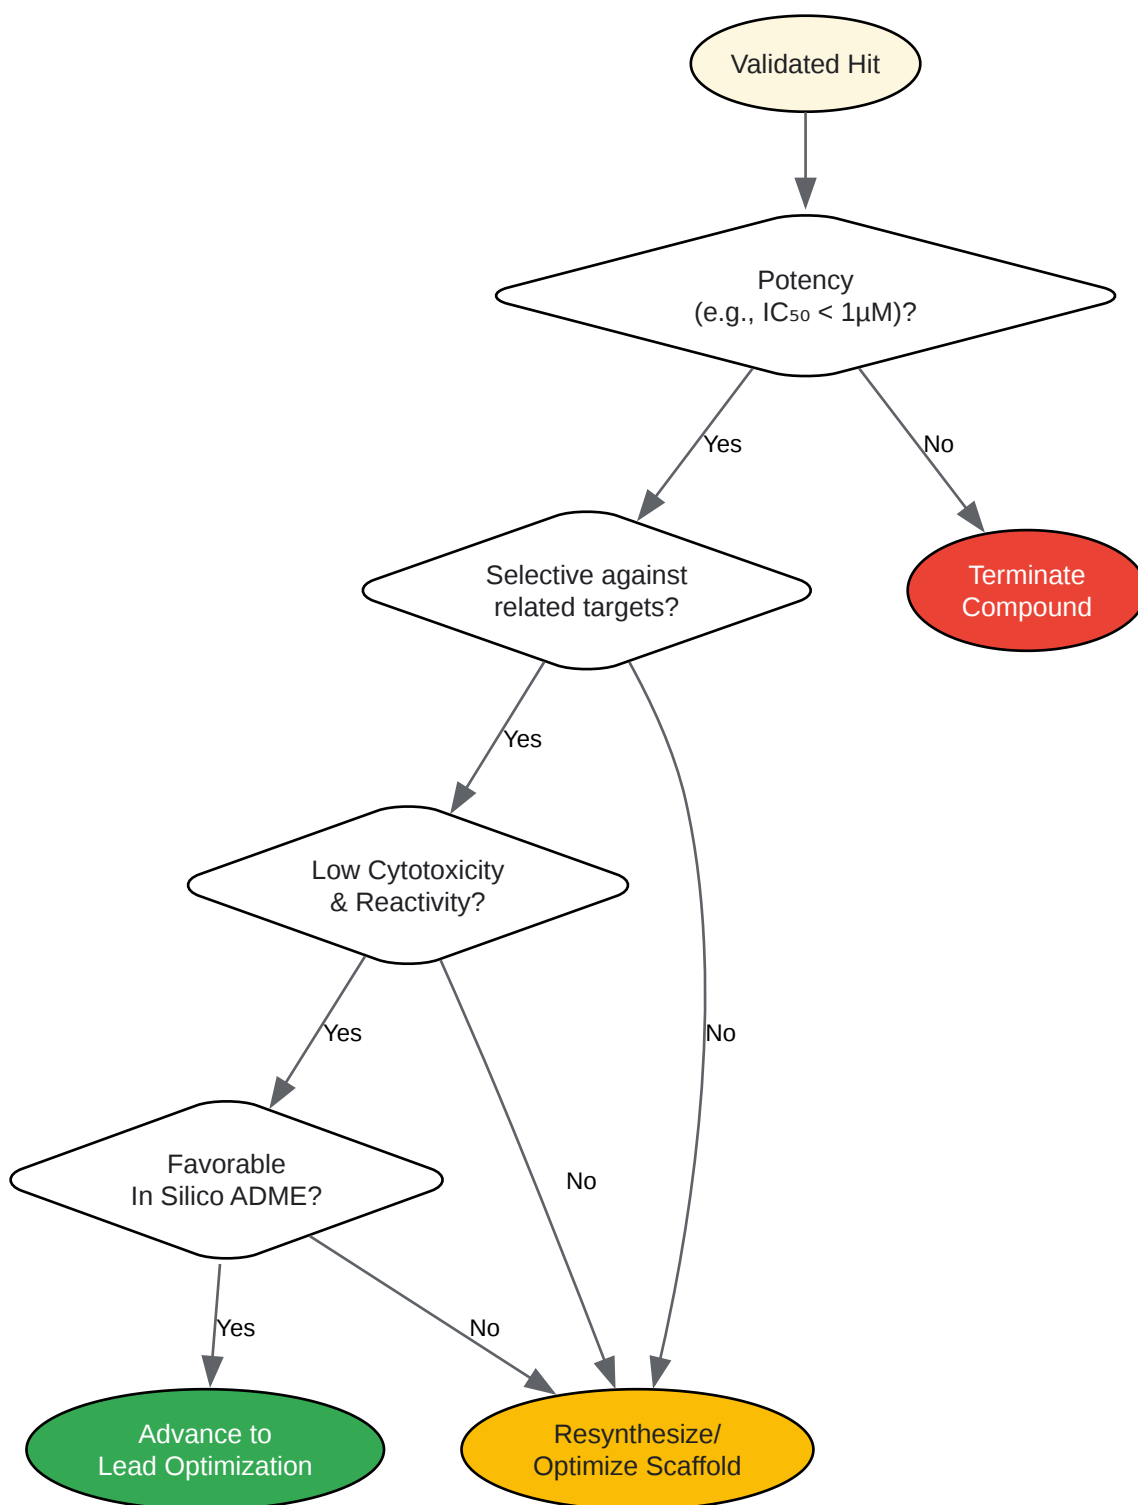 Validated Hit
Potency
(e.g., IC₅₀ < 1µM)?
Yes
No
Selective against
related targets?
Terminate
Compound
Yes
Low Cytotoxicity
& Reactivity?
Yes
No
Favorable
In Silico ADME?
No
Yes
No
Advance to
Lead Optimization
Resynthesize/
Optimize Scaffold